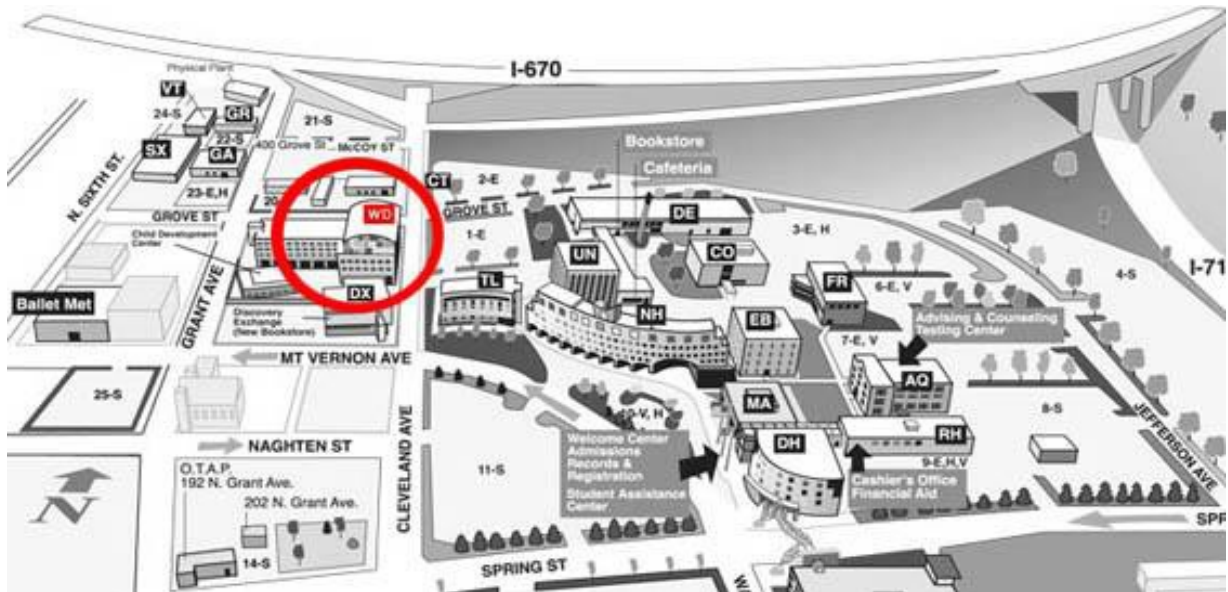 I-670
Physical Plant
VT
24-S
GR
21-S
22-S
400 Grove St
McCOY ST
SX
GA
N. SIXTH ST.
23-E,H
20
GROVE ST
Child Development
Center
WD
CT
2-E
GROVE ST
1-E
Bookstore
Cafeteria
DE
3-E, H
UN
CO
4-S
I-71
TL
FR
6-E, V
Ballet Met
GRANT AVE
DX
Discovery
Exchange
(New Bookstore)
NH
EB
7-E, V
Advising & Counseling
Testing Center
MT VERNON AVE
AQ
25-S
MA
10-V, H
8-S
JEFFERSON AVE
NAGHTEN ST
CLEVELAND AVE
Welcome Center
Admissions
Records &
Registration
Student Assistance
Center
DH
RH
9-E,H,V
Cashier's Office
Financial Aid
11-S
N
O.T.A.P.
192 N. Grant Ave.
202 N. Grant Ave.
14-S
SPRING ST
SPR
WA